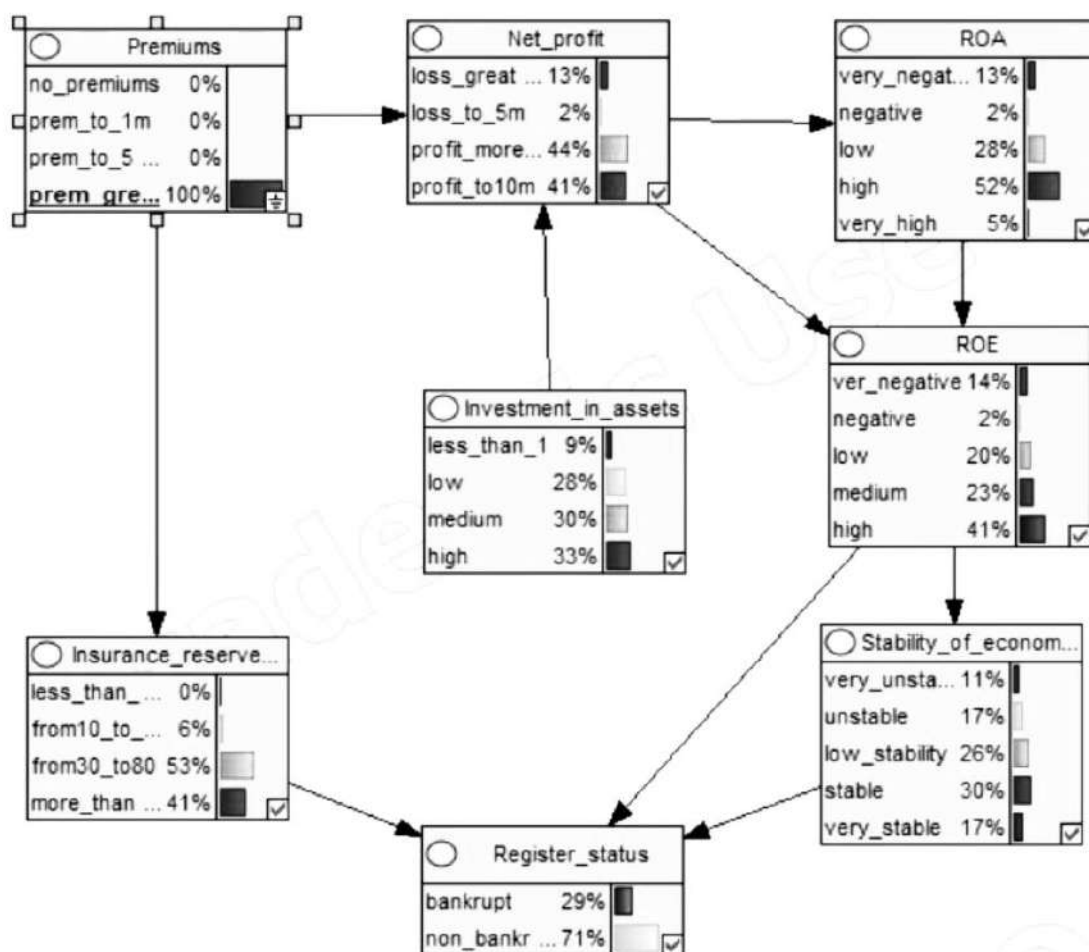 Premiums
no_premiums 0%
prem_to_1m 0%
prem_to_5 ... 0%
prem_gre... 100%
Net_profit
loss_great ... 13%
loss_to_5m 2%
profit_more... 44%
profit_to10m 41%
ROA
very_negat... 13%
negative 2%
low 28%
high 52%
very_high 5%
ROE
ver_negative 14%
negative 2%
low 20%
medium 23%
high 41%
Investment_in_assets
less_than_1 9%
low 28%
medium 30%
high 33%
Insurance_reserve...
less_than_ ... 0%
from10_to_... 6%
from30_to80 53%
more_than ... 41%
Stability_of_econom...
very_unsta... 11%
unstable 17%
low_stability 26%
stable 30%
very_stable 17%
Register_status
bankrupt 29%
non_bankr ... 71%